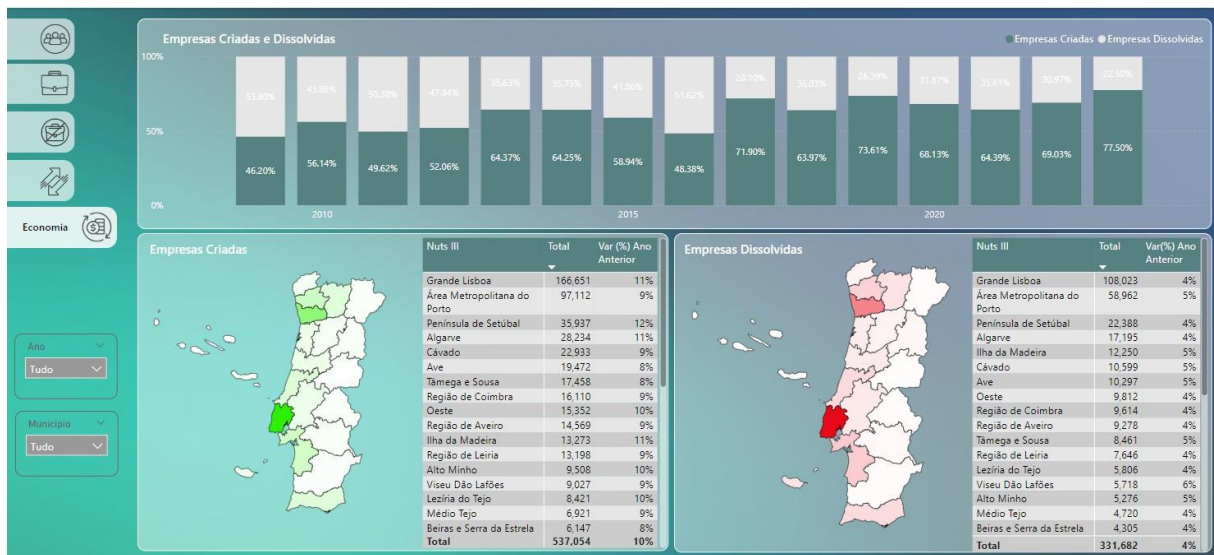 Empresas Criadas e Dissolvidas
Empresas Criadas Empresas Dissolvidas
100%
53.80% 43.86% 50.38% 47.94% 35.63% 35.75% 41.06% 51.62% 28.10% 36.03% 26.39% 31.87% 35.61% 30.97% 22.50%
50%
46.20% 56.14% 49.62% 52.06% 64.37% 64.25% 58.94% 48.38% 71.90% 63.97% 73.61% 68.13% 64.39% 69.03% 77.50%
0%
2010 2015 2020
Economia
Ano
Tudo
Municipio
Tudo
Empresas Criadas
Nuts III Total Var (%) Ano
Anterior
Grande Lisboa 166,651 11%
Área Metropolitana do 97,112 9%
Porto
Península de Setúbal 35,937 12%
Algarve 28,234 11%
Cávado 22,933 9%
Ave 19,472 8%
Tâmega e Sousa 17,458 8%
Região de Coimbra 16,110 9%
Oeste 15,352 10%
Região de Aveiro 14,569 9%
Ilha da Madeira 13,273 11%
Região de Leiria 13,198 9%
Alto Minho 9,508 10%
Viseu Dão Lafões 9,027 9%
Lezíria do Tejo 8,421 10%
Médio Tejo 6,921 9%
Beiras e Serra da Estrela 6,147 8%
Total 537,054 10%
Empresas Dissolvidas
Nuts III Total Var(%) Ano
Anterior
Grande Lisboa 108,023 4%
Área Metropolitana do 58,962 5%
Porto
Península de Setúbal 22,388 4%
Algarve 17,195 4%
Ilha da Madeira 12,250 5%
Cávado 10,599 5%
Ave 10,297 5%
Oeste 9,812 4%
Região de Coimbra 9,614 4%
Região de Aveiro 9,278 4%
Tâmega e Sousa 8,461 5%
Região de Leiria 7,646 4%
Lezíria do Tejo 5,806 4%
Viseu Dão Lafões 5,718 6%
Alto Minho 5,276 5%
Médio Tejo 4,720 4%
Beiras e Serra da Estrela 4,305 4%
Total 331,682 4%